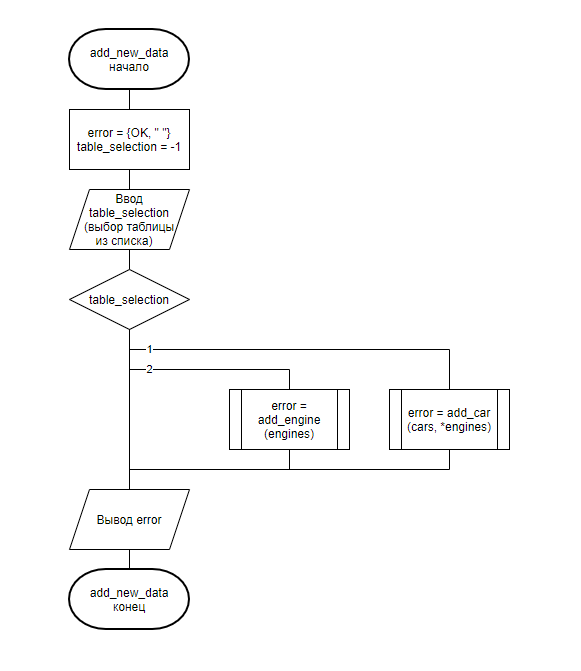 add_new_data
начало
error = {OK, " "}
table_selection = -1
Ввод
table_selection
(выбор таблицы
из списка)
table_selection
1
2
error =
add_engine
(engines)
error = add_car
(cars, *engines)
Вывод error
add_new_data
конец